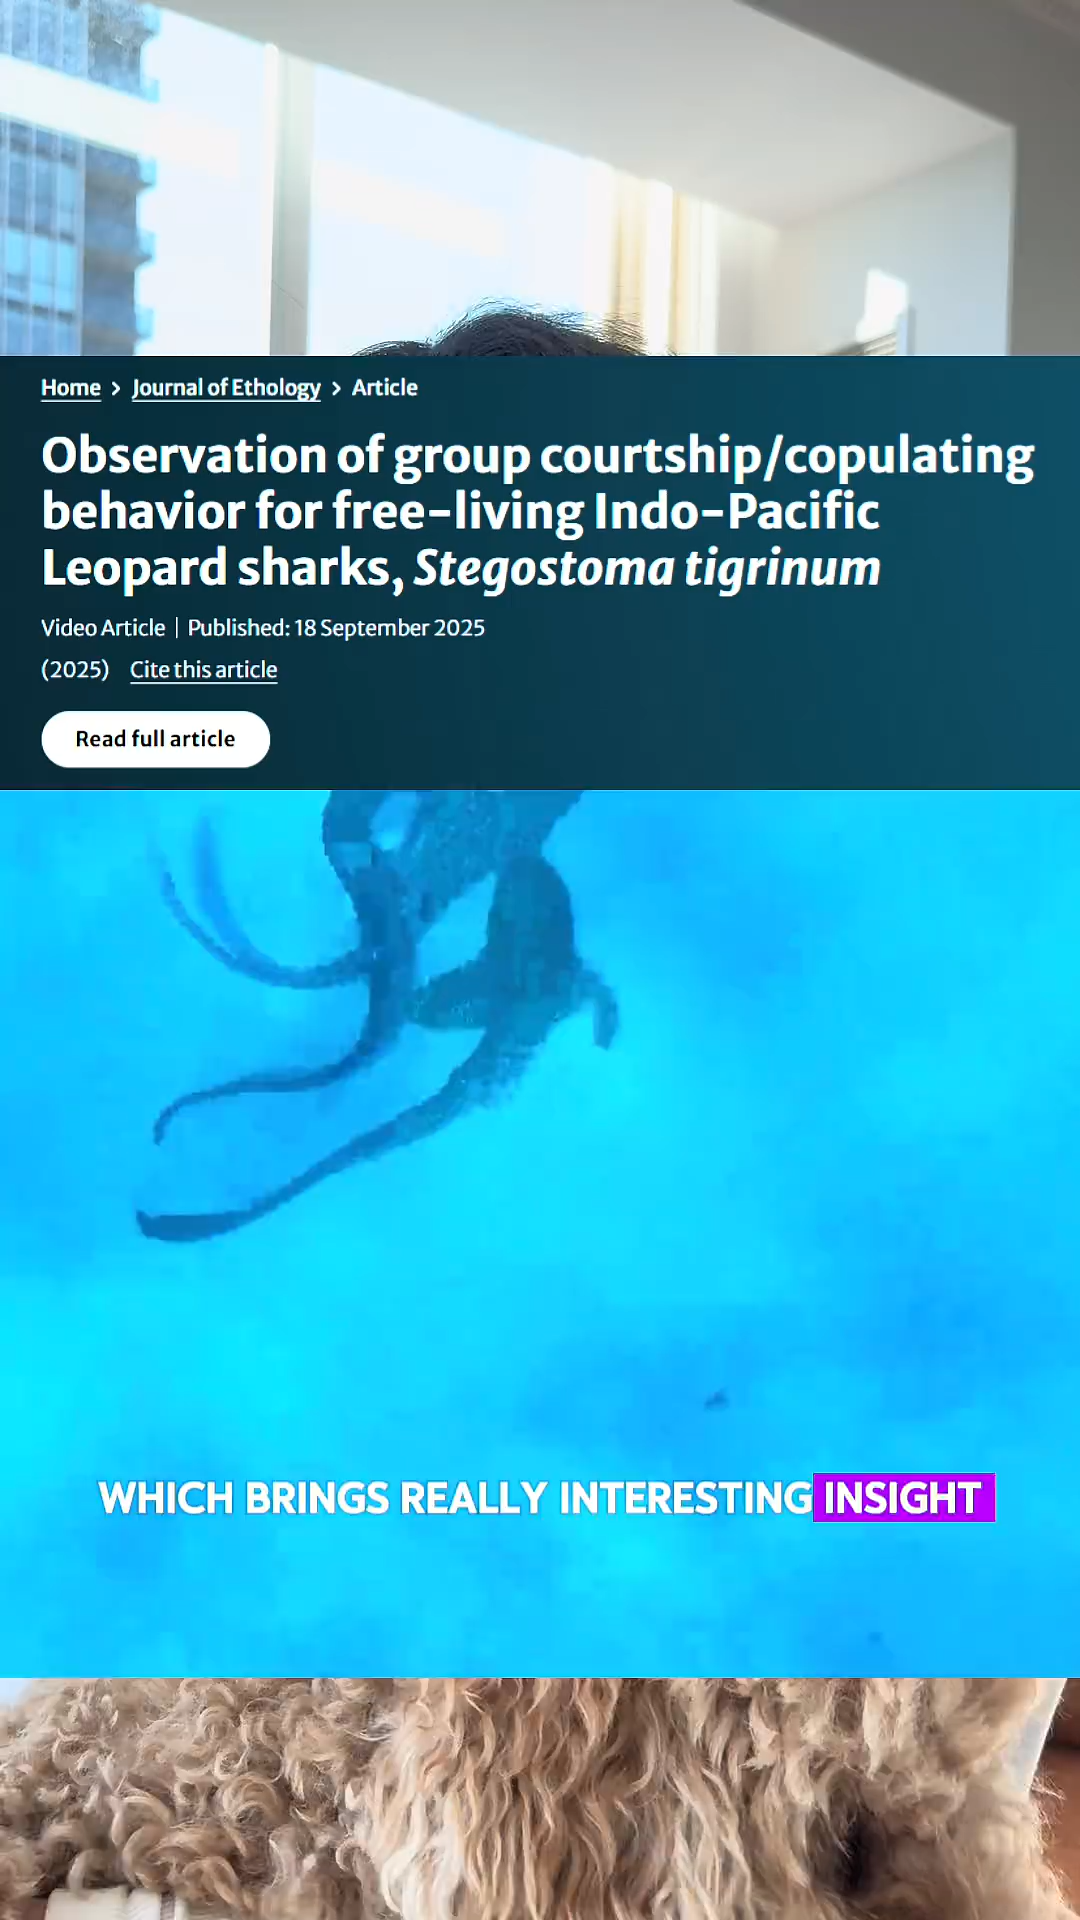 Home > Journal of Ethology > Article
Observation of group courtship/copulating
behavior for free-living Indo-Pacific
Leopard sharks, Stegostoma tigrinum
Video Article | Published: 18 September 2025
(2025) Cite this article
Read full article
WHICH BRINGS REALLY INTERESTING INSIGHT